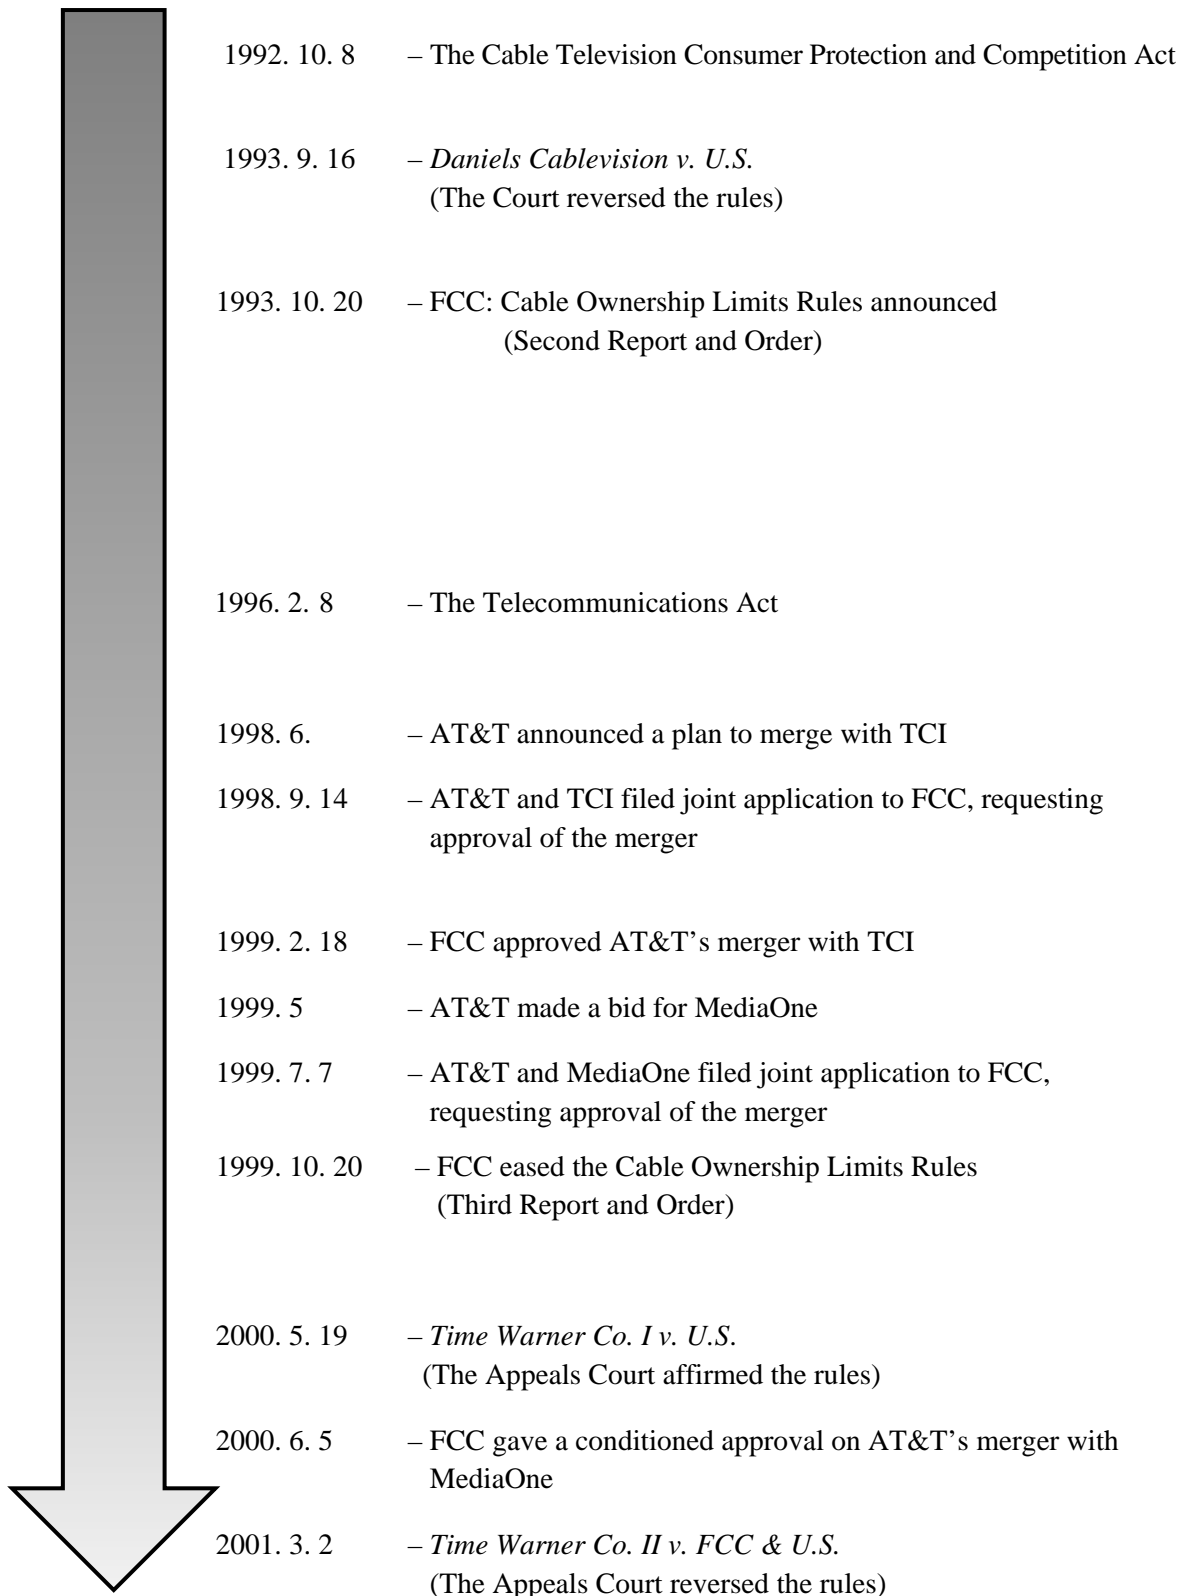 1992. 10. 8 – The Cable Television Consumer Protection and Competition Act
1993. 9. 16 – Daniels Cablevision v. U.S.
(The Court reversed the rules)
1993. 10. 20 – FCC: Cable Ownership Limits Rules announced
(Second Report and Order)
1996. 2. 8 – The Telecommunications Act
1998. 6. – AT&T announced a plan to merge with TCI
1998. 9. 14 – AT&T and TCI filed joint application to FCC, requesting
approval of the merger
1999. 2. 18 – FCC approved AT&T’s merger with TCI
1999. 5 – AT&T made a bid for MediaOne
1999. 7. 7 – AT&T and MediaOne filed joint application to FCC,
requesting approval of the merger
1999. 10. 20 – FCC eased the Cable Ownership Limits Rules
(Third Report and Order)
2000. 5. 19 – Time Warner Co. I v. U.S.
(The Appeals Court affirmed the rules)
2000. 6. 5 – FCC gave a conditioned approval on AT&T’s merger with
MediaOne
2001. 3. 2 – Time Warner Co. II v. FCC & U.S.
(The Appeals Court reversed the rules)